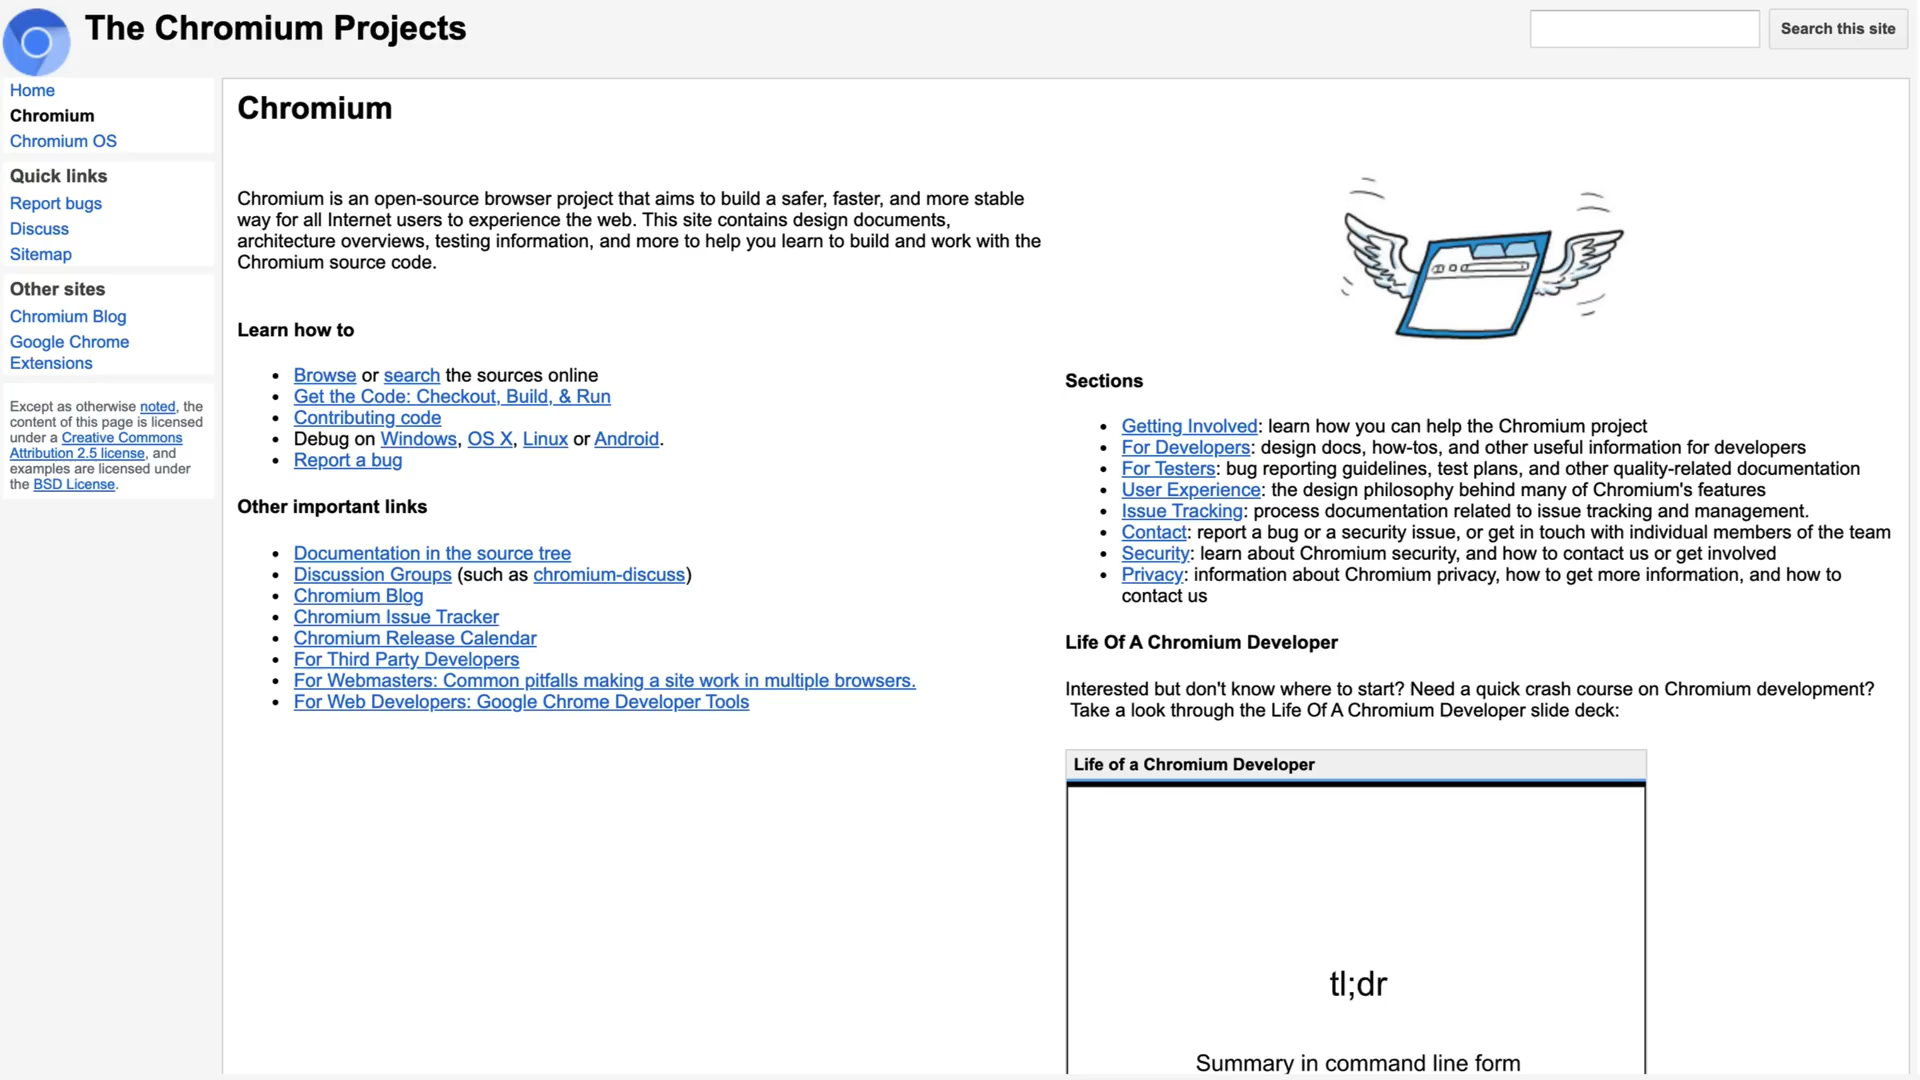 The Chromium Projects
Search this site
Home
Chromium
Chromium OS
Quick links
Report bugs
Discuss
Sitemap
Other sites
Chromium Blog
Google Chrome
Extensions
Except as otherwise noted, the
content of this page is licensed
under a Creative Commons
Attribution 2.5 license, and
examples are licensed under
the BSD License.
Chromium
Chromium is an open-source browser project that aims to build a safer, faster, and more stable
way for all Internet users to experience the web. This site contains design documents,
architecture overviews, testing information, and more to help you learn to build and work with the
Chromium source code.
Learn how to
• Browse or search the sources online
• Get the Code: Checkout, Build, & Run
• Contributing code
• Debug on Windows, OS X, Linux or Android.
• Report a bug
Other important links
• Documentation in the source tree
• Discussion Groups (such as chromium-discuss)
• Chromium Blog
• Chromium Issue Tracker
• Chromium Release Calendar
• For Third Party Developers
• For Webmasters: Common pitfalls making a site work in multiple browsers.
• For Web Developers: Google Chrome Developer Tools
Sections
• Getting Involved: learn how you can help the Chromium project
• For Developers: design docs, how-tos, and other useful information for developers
• For Testers: bug reporting guidelines, test plans, and other quality-related documentation
• User Experience: the design philosophy behind many of Chromium's features
• Issue Tracking: process documentation related to issue tracking and management.
• Contact: report a bug or a security issue, or get in touch with individual members of the team
• Security: learn about Chromium security, and how to contact us or get involved
• Privacy: information about Chromium privacy, how to get more information, and how to
contact us
Life Of A Chromium Developer
Interested but don't know where to start? Need a quick crash course on Chromium development?
Take a look through the Life Of A Chromium Developer slide deck:
Life of a Chromium Developer
tl;dr
Summary in command line form